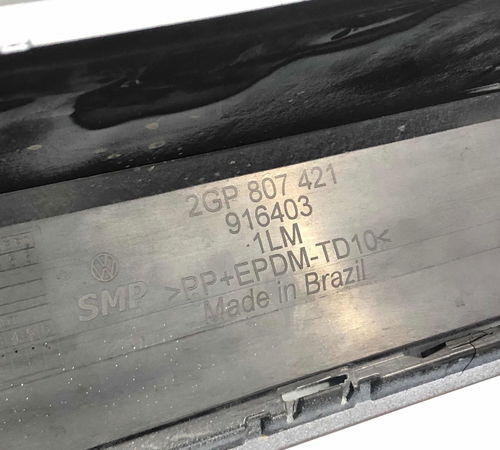 2GP 807 421
916403
1LM
>PP+EPDM-TD10<
SMP
Made in Brazil